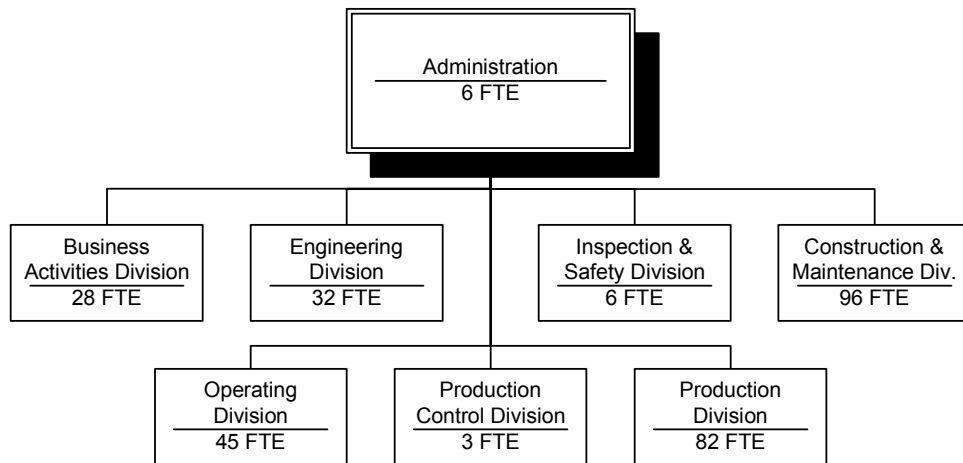 Administration
6 FTE
Business
Activities Division
28 FTE
Engineering
Division
32 FTE
Inspection &
Safety Division
6 FTE
Construction &
Maintenance Div.
96 FTE
Operating
Division
45 FTE
Production
Control Division
3 FTE
Production
Division
82 FTE